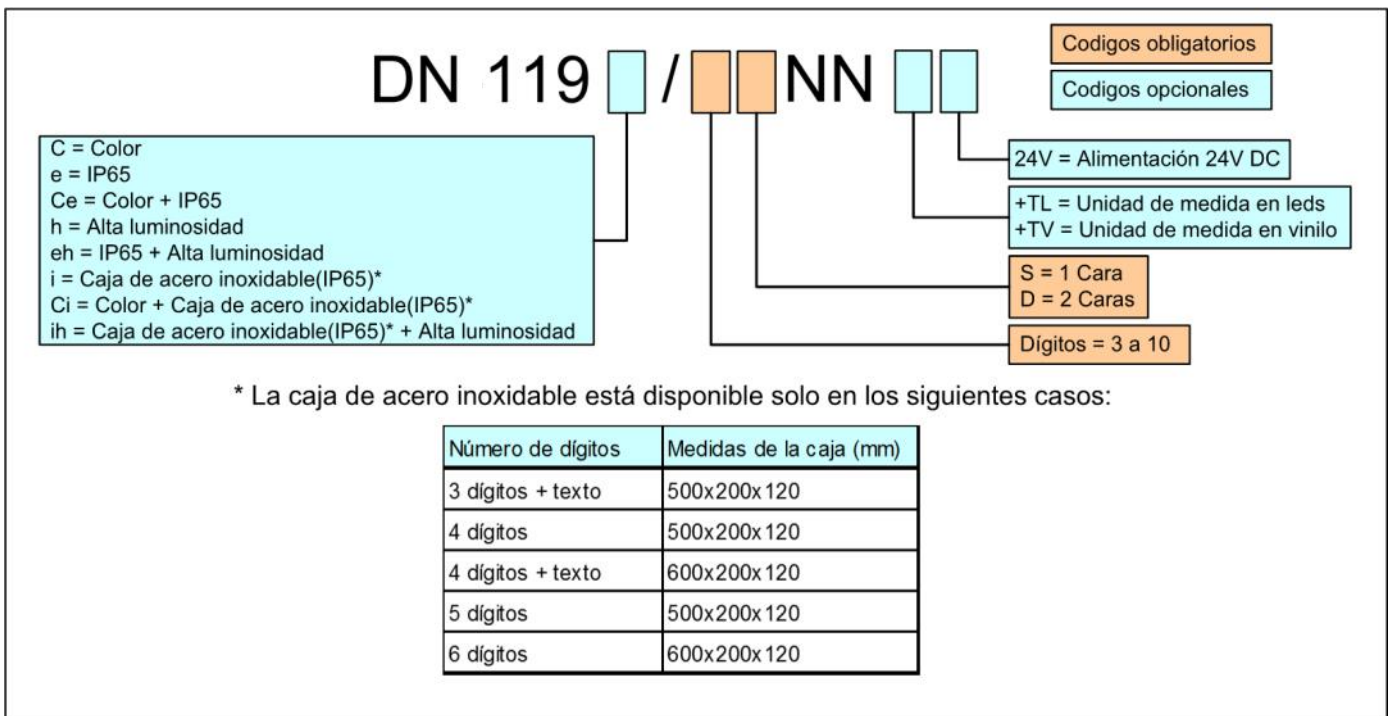 DN 119 / NN
Codigos obligatorios
Codigos opcionales
C = Color
e = IP65
Ce = Color + IP65
h = Alta luminosidad
eh = IP65 + Alta luminosidad
i = Caja de acero inoxidable(IP65)*
Ci = Color + Caja de acero inoxidable(IP65)*
ih = Caja de acero inoxidable(IP65)* + Alta luminosidad
24V = Alimentación 24V DC
+TL = Unidad de medida en leds
+TV = Unidad de medida en vinilo
S = 1 Cara
D = 2 Caras
Dígitos = 3 a 10
* La caja de acero inoxidable está disponible solo en los siguientes casos:
Número de dígitos Medidas de la caja (mm)
3 dígitos + texto 500x200x120
4 dígitos 500x200x120
4 dígitos + texto 600x200x120
5 dígitos 500x200x120
6 dígitos 600x200x120